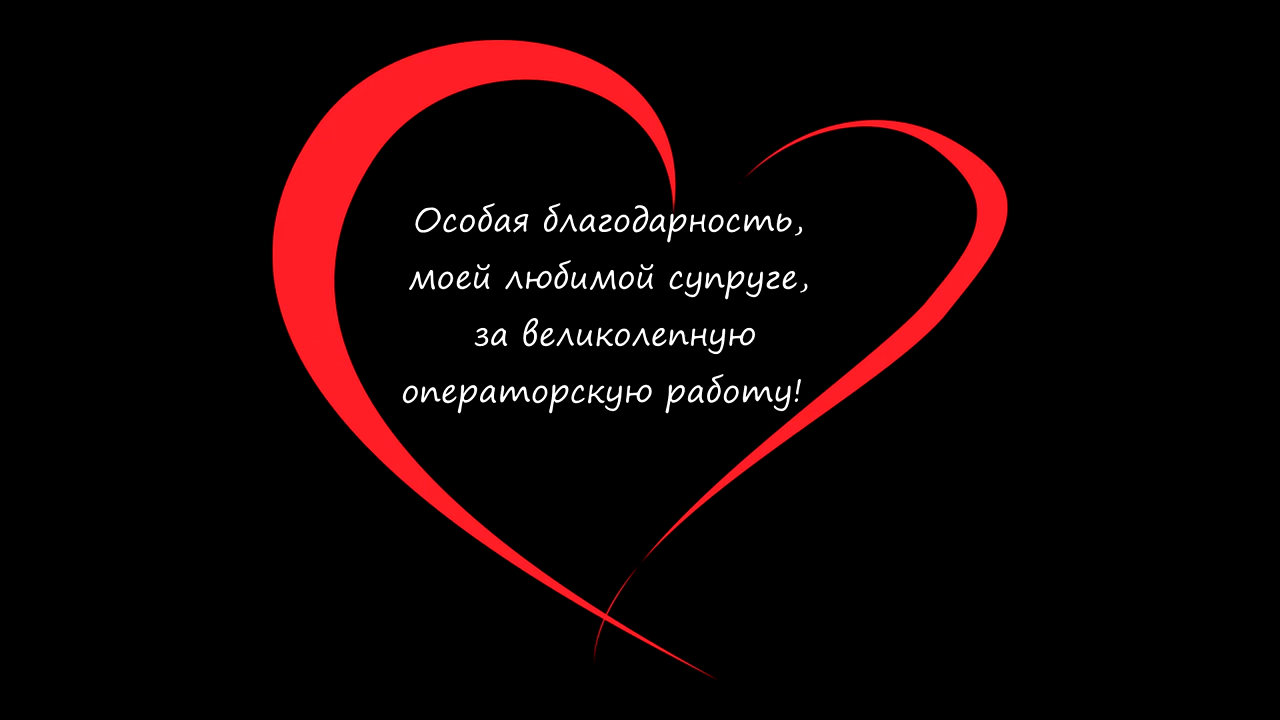 Особая благодарность,
моей любимой супруге,
за великолепную
операторскую работу!